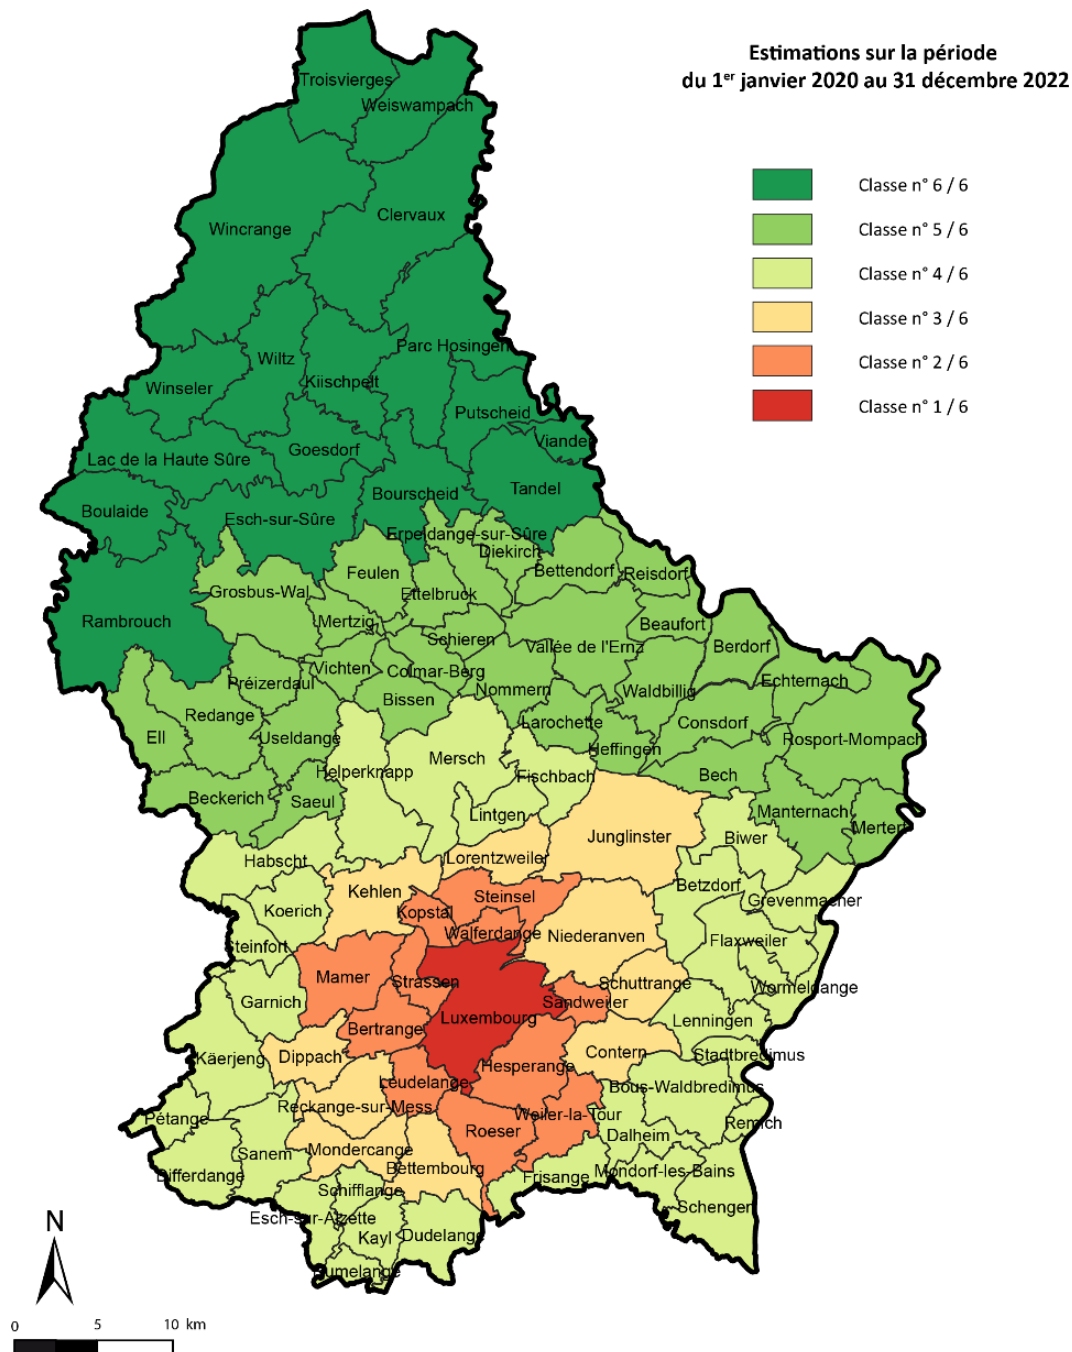 Estimations sur la période
du 1er janvier 2020 au 31 décembre 2022
Classe n° 6 / 6
Classe n° 5 / 6
Classe n° 4 / 6
Classe n° 3 / 6
Classe n° 2 / 6
Classe n° 1 / 6
Troisvierges
Weiswampach
Clervaux
Wincrange
Parc Hosingen
Wiltz
Kiischpelt
Winseler
Putscheid
Viande
Goesdorf
Lac de la Haute Sûre
Tandel
Bourscheid
Boulaide
Esch-sur-Sûre
Erpeldange-sur-Sûre
Diekirch
Feulen
Bettendorf
Reisdorf
Grosbus-Wal
Ettelbruck
Rambrouch
Mertzig
Beaufort
Schieren
Vallée de l'Ernz
Berdorf
Vichten
Colmar-Berg
Echternach
Préizerdaul
Nommern
Waldbillig
Bissen
Redange
Larochette
Consdorf
Ell
Useldange
Rosport-Mompach
Heffingen
Mersch
Helperknapp
Fischbach
Bech
Beckerich
Saeul
Manternach
Lintgen
Mertert
Junglinster
Biwer
Habscht
Lorentzweiler
Betzdorf
Kehlen
Steinsel
Grevenmacher
Koerich
Kopstal
Walferdange
Niederanven
Flaxweiler
Steinfort
Mamer
Strassen
Schuttrange
Wormeldange
Garnich
Sandweiler
Luxembourg
Lenningen
Bertrange
Contern
Stadtbredimus
Käerjeng
Dippach
Hesperange
Leudelange
Bous-Waldbredimus
Reckange-sur-Mess
Weiler-la-Tour
Pétange
Remich
Roeser
Dalheim
Mondercange
Sanem
Bettembourg
Mondorf-les-Bains
Differdange
Frisange
Schifflange
Schengen
Esch-sur-Alzette
Kayl
Dudelange
Rumelange
N
0 5 10 km